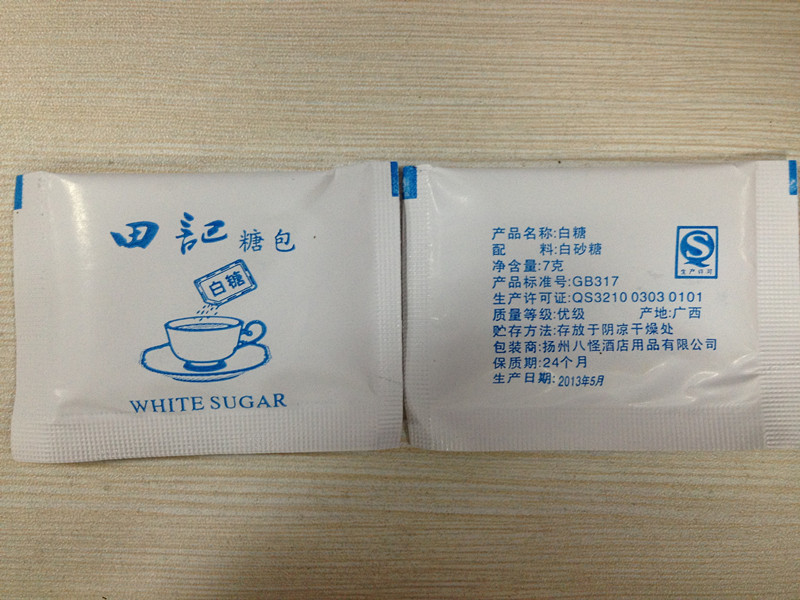 田記 糖包
白糖
WHITE SUGAR
产品名称:白糖
配 料:白砂糖
净含量:7克
产品标准号:GB317
生产许可证:QS3210 0303 0101
质量等级:优级 产地:广西
贮存方法:存放于阴凉干燥处
包装商:扬州八怪酒店用品有限公司
保质期:24个月
生产日期:2013年5月
QS
生产许可